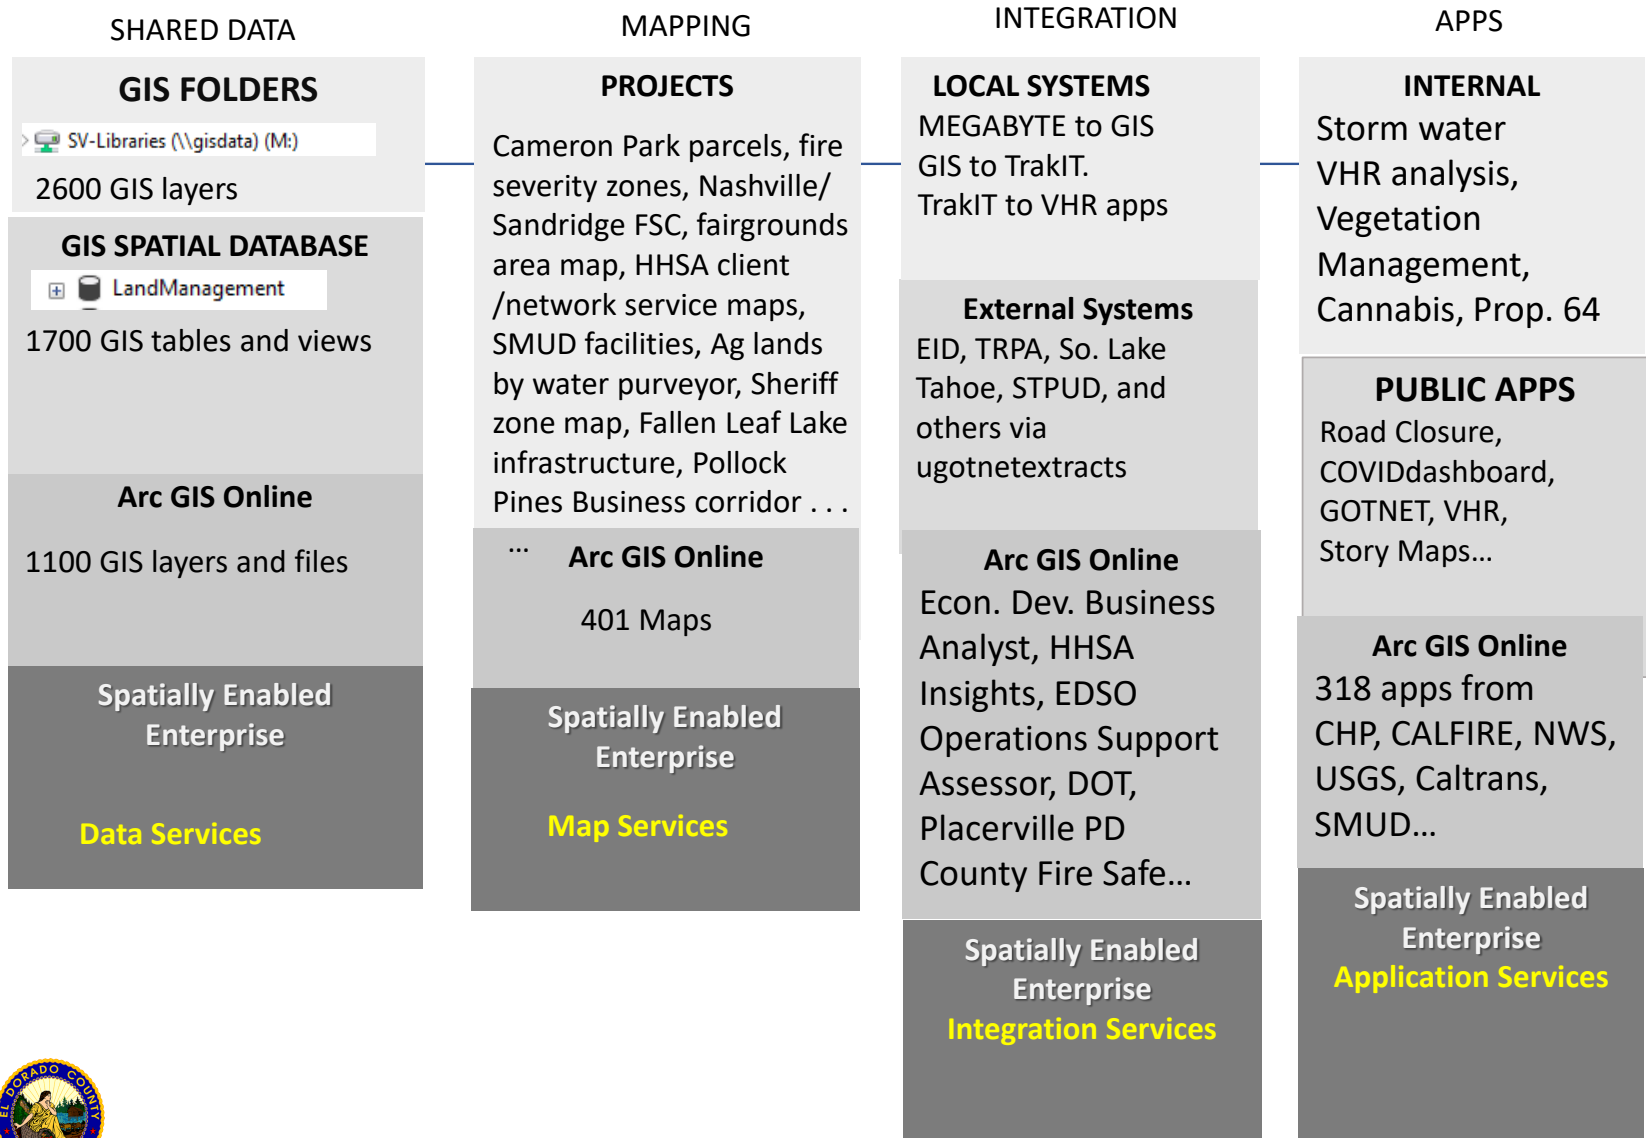 SHARED DATA
GIS FOLDERS
SV-Libraries (\\gisdata) (M:)
2600 GIS layers
GIS SPATIAL DATABASE
LandManagement
1700 GIS tables and views
Arc GIS Online
1100 GIS layers and files
Spatially Enabled
Enterprise
Data Services
MAPPING
PROJECTS
Cameron Park parcels, fire
severity zones, Nashville/
Sandridge FSC, fairgrounds
area map, HHSA client
/network service maps,
SMUD facilities, Ag lands
by water purveyor, Sheriff
zone map, Fallen Leaf Lake
infrastructure, Pollock
Pines Business corridor . . .
...
Arc GIS Online
401 Maps
Spatially Enabled
Enterprise
Map Services
INTEGRATION
LOCAL SYSTEMS
MEGABYTE to GIS
GIS to TrakIT.
TrakIT to VHR apps
External Systems
EID, TRPA, So. Lake
Tahoe, STPUD, and
others via
ugotnetextracts
Arc GIS Online
Econ. Dev. Business
Analyst, HHSA
Insights, EDSO
Operations Support
Assessor, DOT,
Placerville PD
County Fire Safe...
Spatially Enabled
Enterprise
Integration Services
APPS
INTERNAL
Storm water
VHR analysis,
Vegetation
Management,
Cannabis, Prop. 64
PUBLIC APPS
Road Closure,
COVIDdashboard,
GOTNET, VHR,
Story Maps...
Arc GIS Online
318 apps from
CHP, CALFIRE, NWS,
USGS, Caltrans,
SMUD...
Spatially Enabled
Enterprise
Application Services
EL DORADO COUNTY